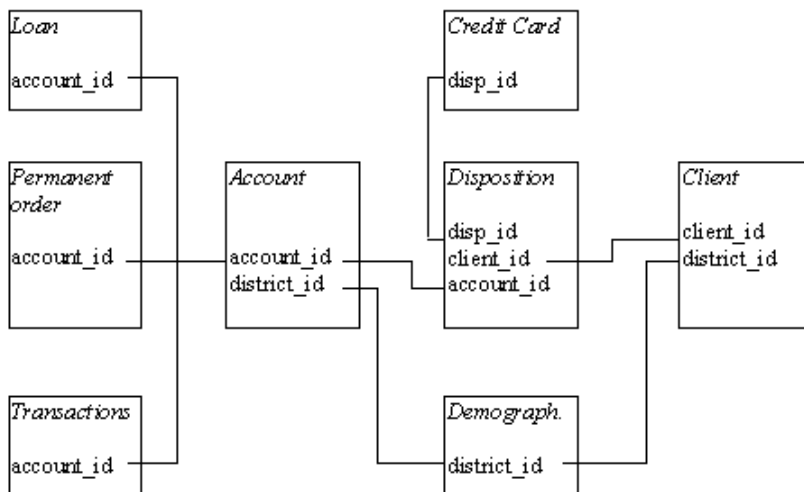 Loan
account_id
Credit Card
disp_id
Permanent
order
account_id
Account
account_id
district_id
Disposition
disp_id
client_id
account_id
Client
client_id
district_id
Transactions
account_id
Demograph.
district_id